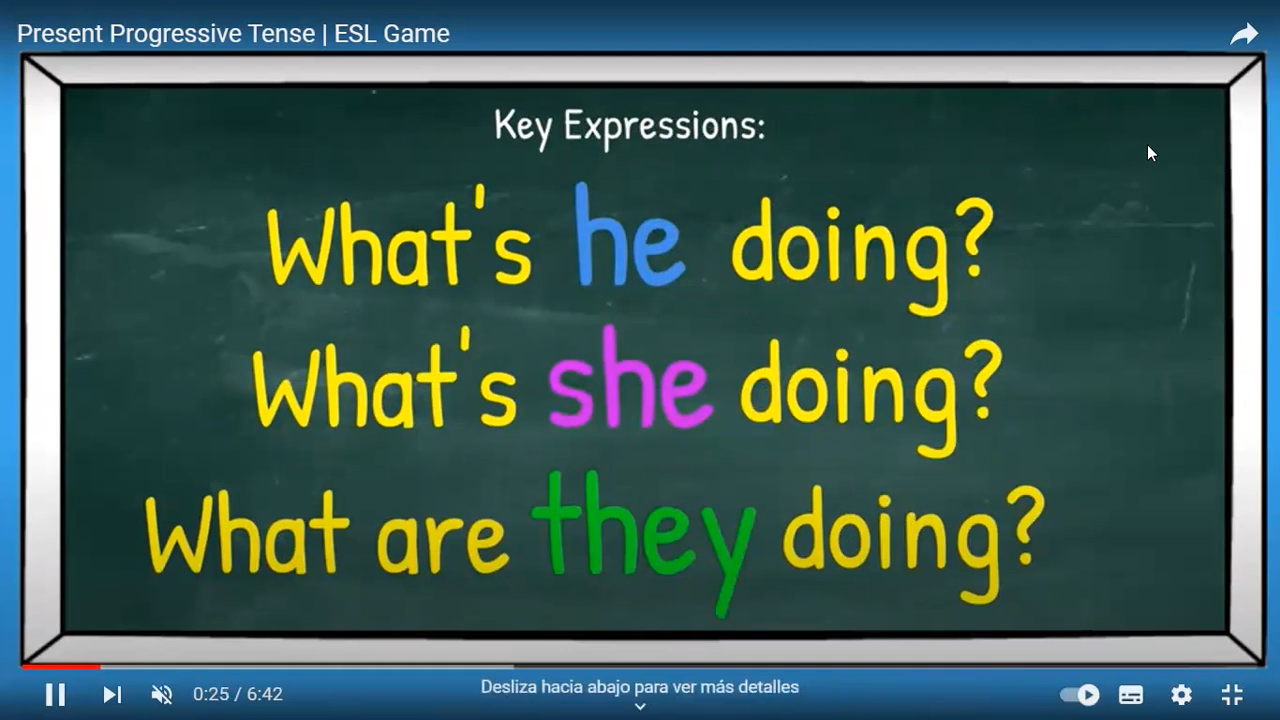 Present Progressive Tense | ESL Game
Key Expressions:
What's he doing?
What's she doing?
What are they doing?
0:25 / 6:42
Desliza hacia abajo para ver más detalles